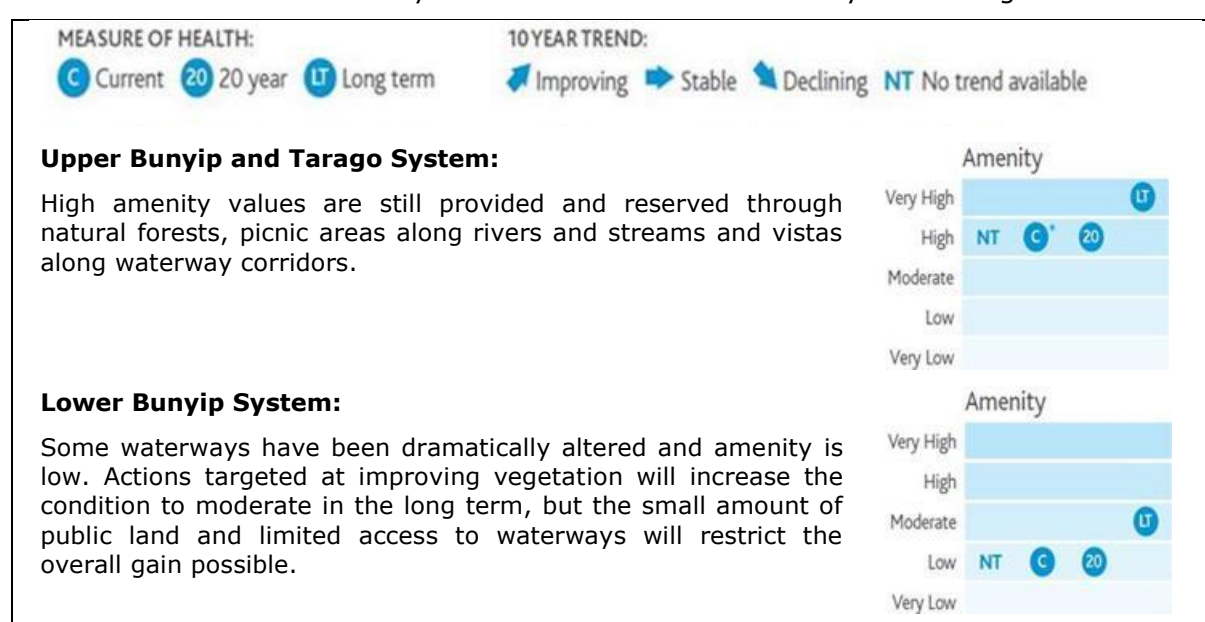 MEASURE OF HEALTH:
C Current 20 20 year LT Long term
10 YEAR TREND:
Improving Stable Declining NT No trend available
Upper Bunyip and Tarago System:
High amenity values are still provided and reserved through
natural forests, picnic areas along rivers and streams and vistas
along waterway corridors.
Amenity
Very High LT
High NT C* 20
Moderate
Low
Very Low
Lower Bunyip System:
Some waterways have been dramatically altered and amenity is
low. Actions targeted at improving vegetation will increase the
condition to moderate in the long term, but the small amount of
public land and limited access to waterways will restrict the
overall gain possible.
Amenity
Very High
High
Moderate LT
Low NT C 20
Very Low